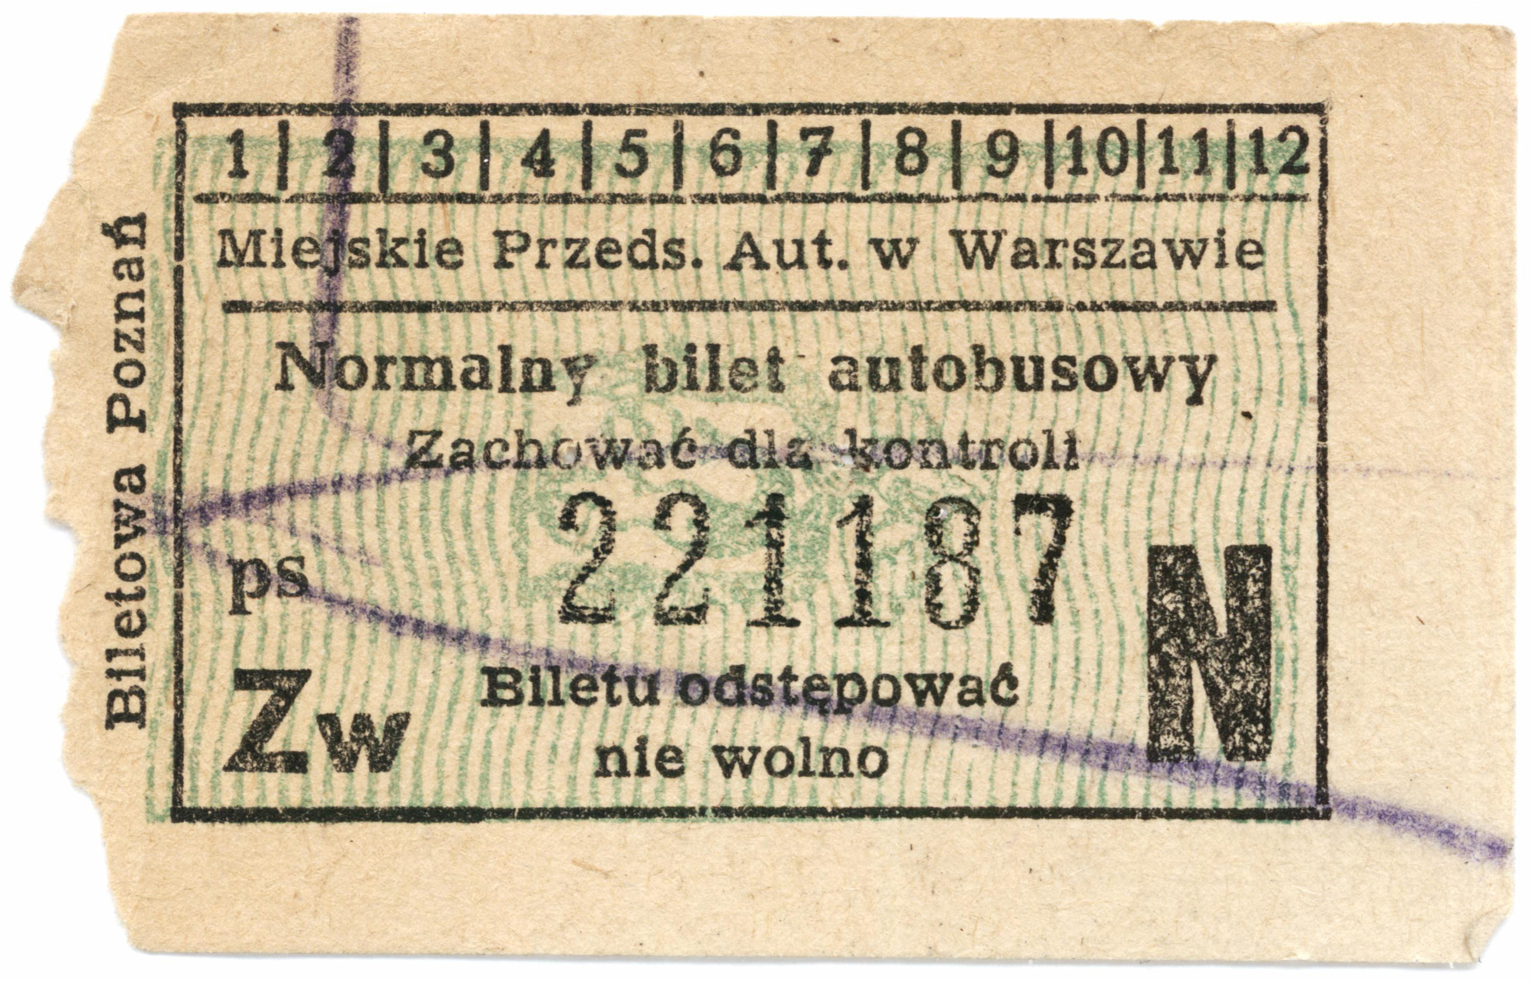 1|2|3|4|5|6|7|8|9|10|11|12
Miejskie Przeds. Aut. w Warszawie
Normalny bilet autobusowy
Zachować dla kontroli
221187
ps
N
Zw
Biletu odstępować
nie wolno
Biletowa Poznań